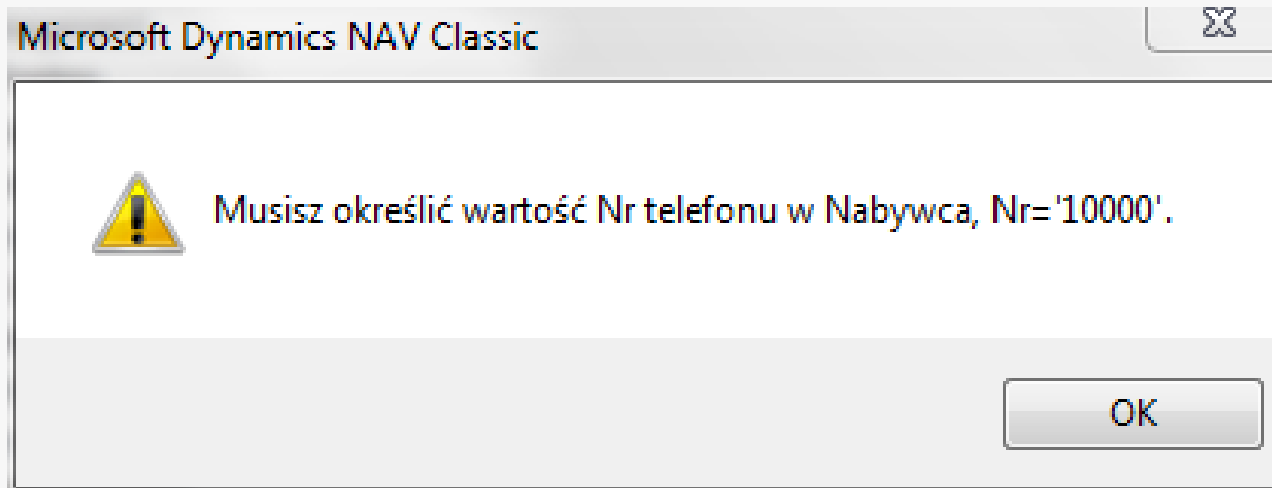 Microsoft Dynamics NAV Classic
Musisz określić wartość Nr telefonu w Nabywca, Nr='10000'.
OK